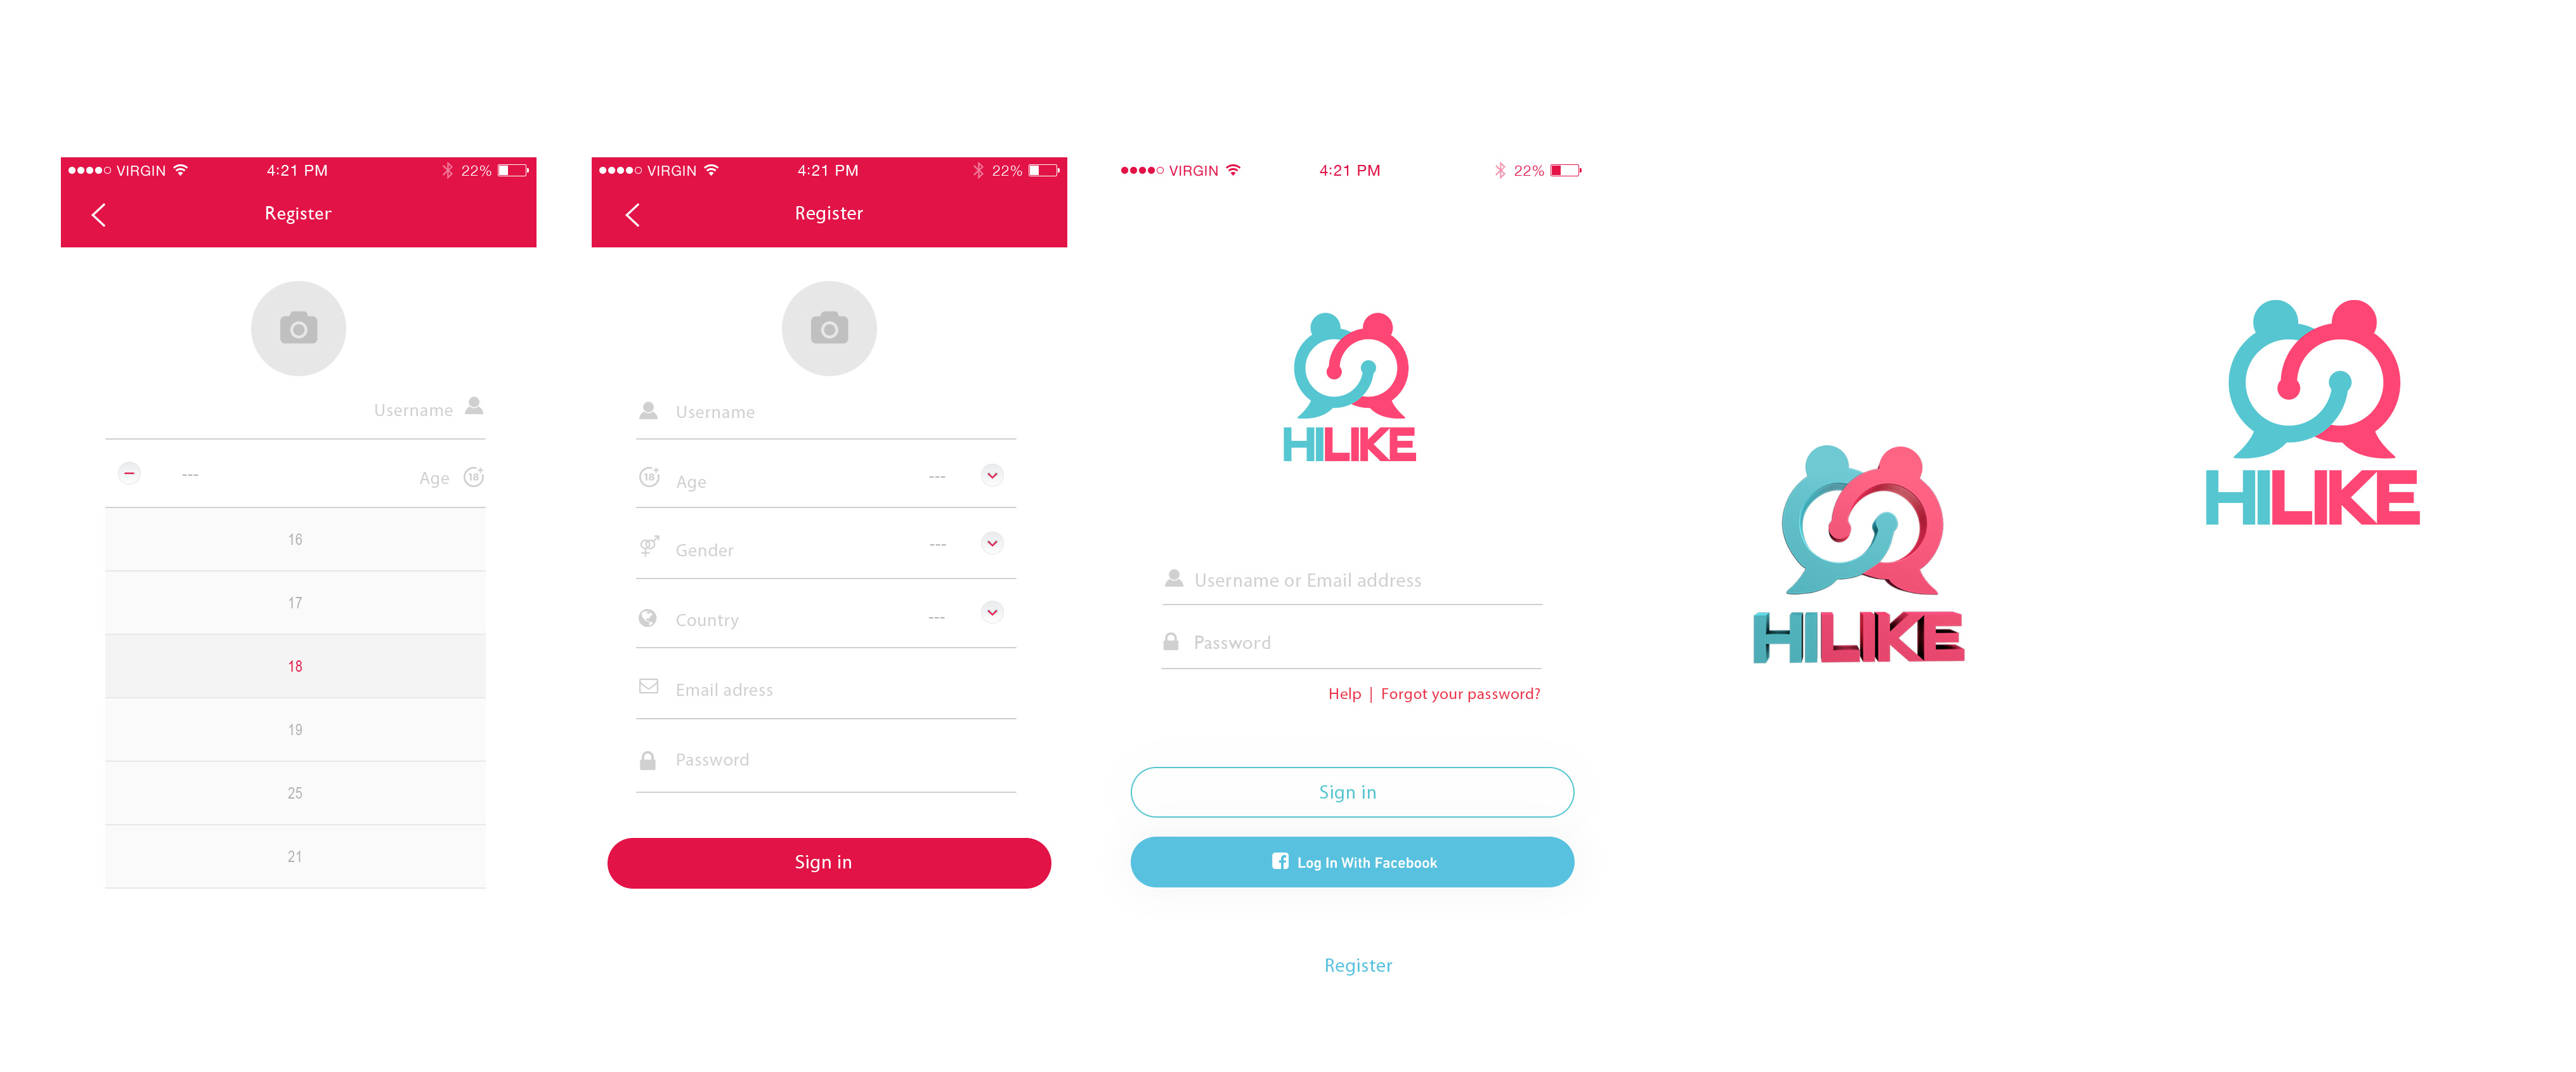 VIRGIN 4:21 PM 22%
Register
Username
--- Age 18+
16
17
18
19
25
21
VIRGIN 4:21 PM 22%
Register
Username
18+ Age ---
Gender ---
Country ---
Email adress
Password
Sign in
VIRGIN 4:21 PM 22%
HILIKE
Username or Email address
Password
Help | Forgot your password?
Sign in
Log In With Facebook
Register
HILIKE
HILIKE